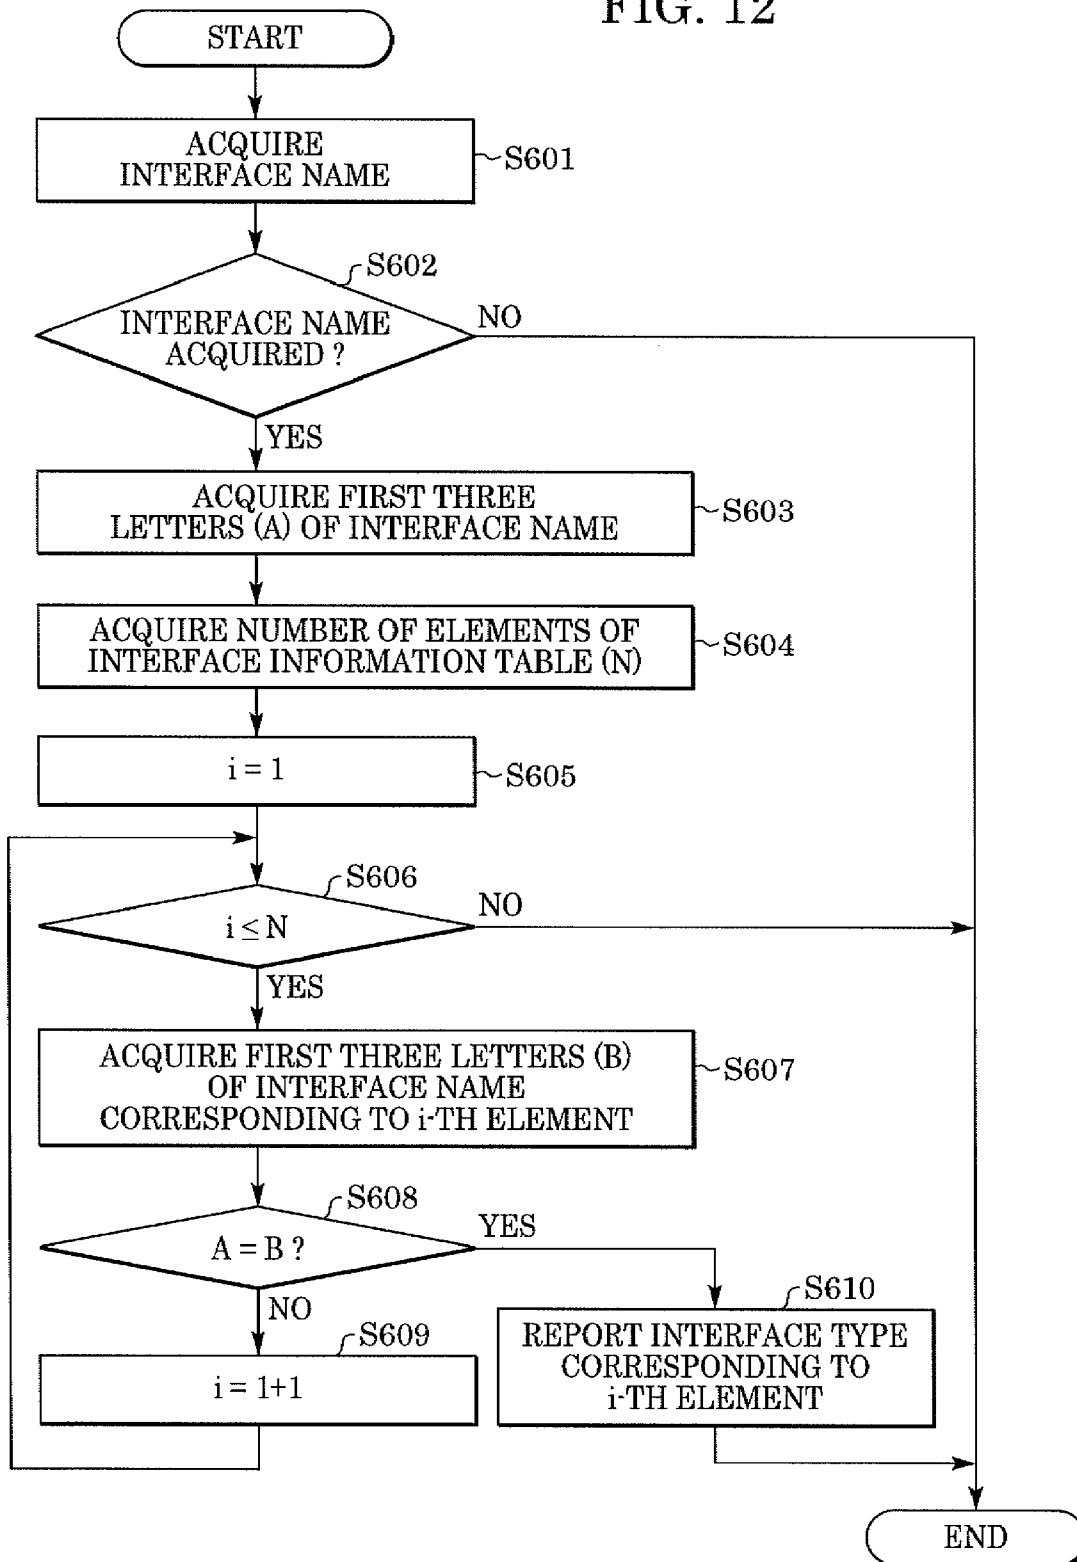 FIG. 12
START
ACQUIRE
INTERFACE NAME
S601
S602
INTERFACE NAME
ACQUIRED ?
NO
YES
ACQUIRE FIRST THREE
LETTERS (A) OF INTERFACE NAME
S603
ACQUIRE NUMBER OF ELEMENTS OF
INTERFACE INFORMATION TABLE (N)
S604
i = 1
S605
S606
i ≤ N
NO
YES
ACQUIRE FIRST THREE LETTERS (B)
OF INTERFACE NAME
CORRESPONDING TO i-TH ELEMENT
S607
S608
A = B ?
YES
NO
S609
i = 1+1
S610
REPORT INTERFACE TYPE
CORRESPONDING TO
i-TH ELEMENT
END